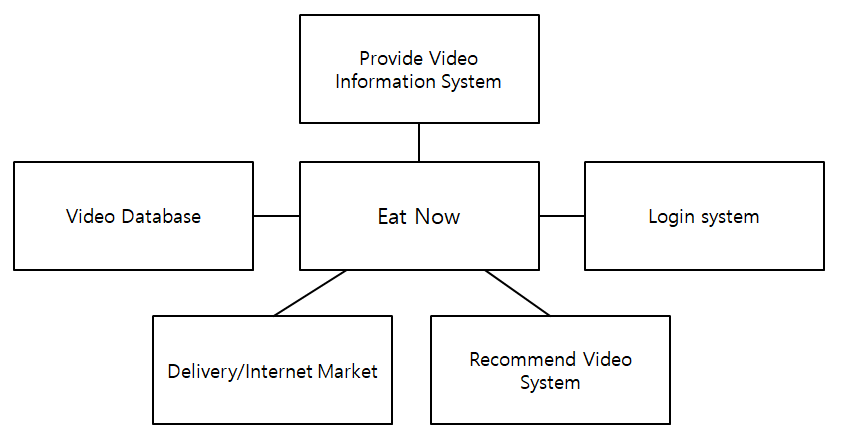 Provide Video
Information System
Video Database
Eat Now
Login system
Delivery/Internet Market
Recommend Video
System